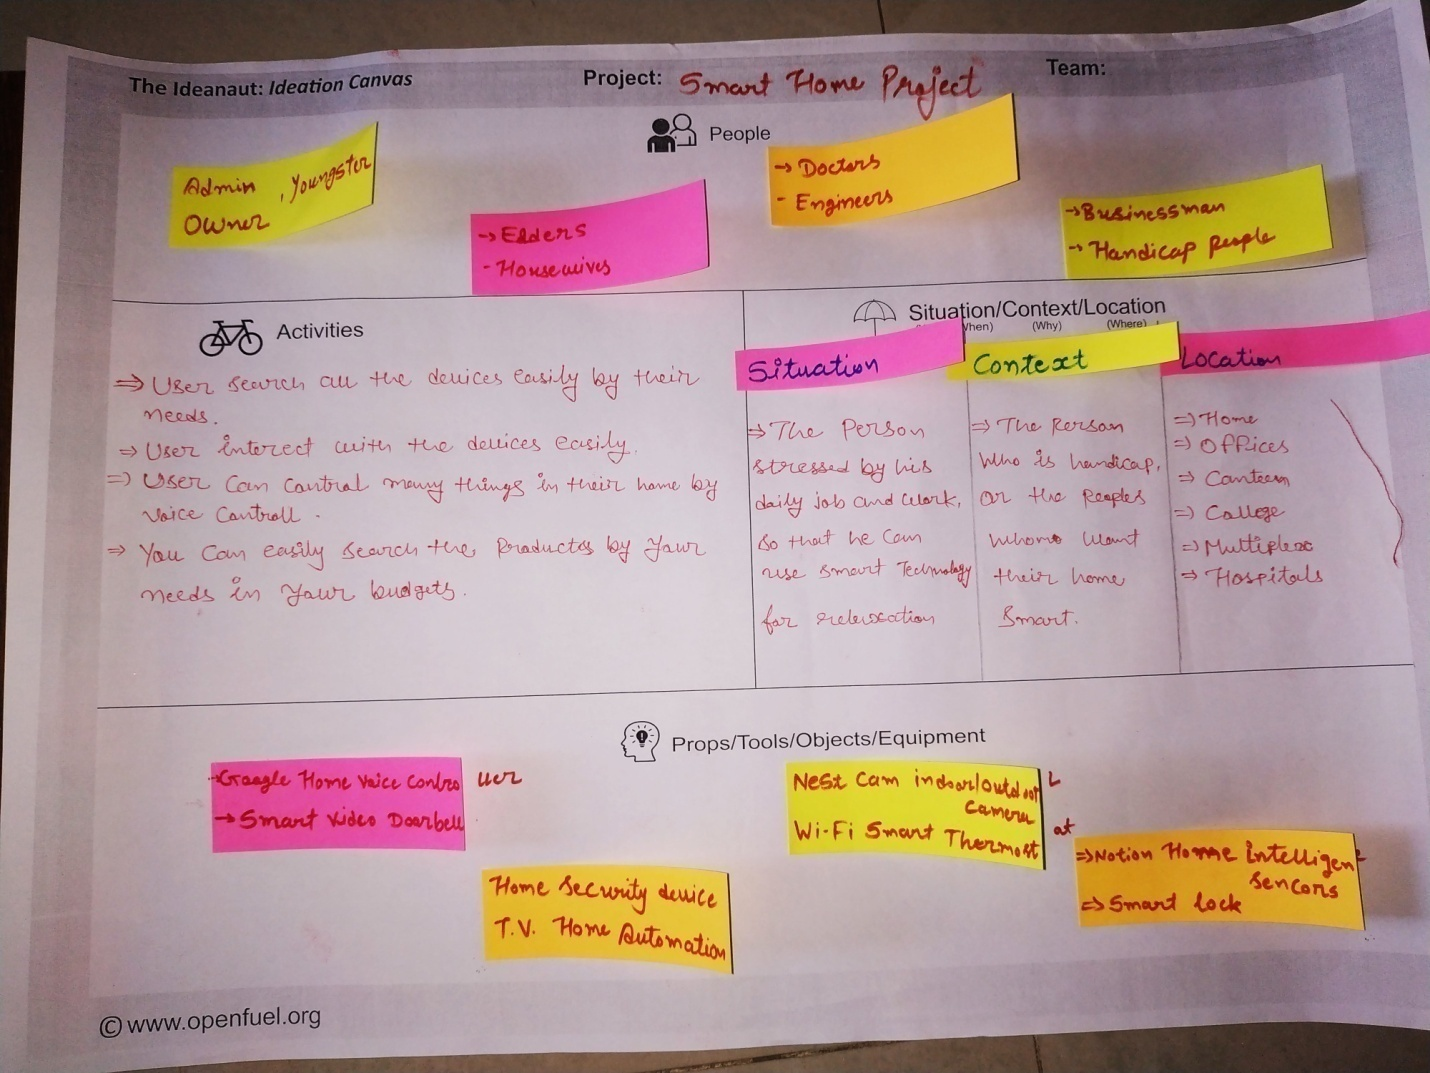 The Ideanaut: Ideation Canvas
Project: Smart Home Project
Team:
People
Admin, Youngster
Owner
→ Elders
- Housewives
→ Doctors
- Engineers
→ Businessman
→ Handicap people
Activities
⇒ User search all the devices easily by their
needs.
⇒ User interect with the devices easily.
⇒ User can control many things in their home by
voice controll.
⇒ You can easily search the products by your
needs in your budgets.
Situation/Context/Location
When) (Why) (Where)
Situation
⇒ The Person
stressed by his
daily job and work,
so that he can
use smart Technology
for relexation
Context
⇒ The Person
who is handicap,
or the peoples
whome want
their home
Smart.
Location
⇒ Home
⇒ Offices
⇒ Canteen
⇒ College
⇒ Multiplex
⇒ Hospitals
Props/Tools/Objects/Equipment
→ Google Home Voice Controller
→ Smart Video Doorbell
Home Security device
T.V. Home Automation
Nest Cam indoor/outdoor
Camera
Wi-Fi Smart Thermostat
⇒ Notion Home intelligent
Sencors
⇒ Smart lock
© www.openfuel.org